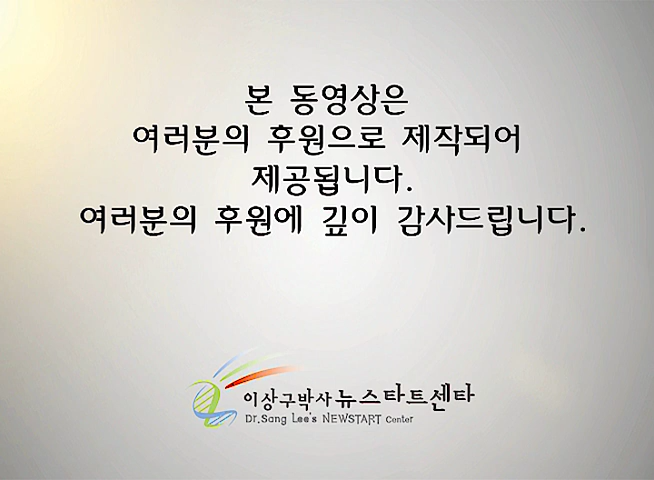 본 동영상은
여러분의 후원으로 제작되어
제공됩니다.
여러분의 후원에 깊이 감사드립니다.
이상구박사 뉴스타트센타
Dr.Sang Lee's NEWSTART Center